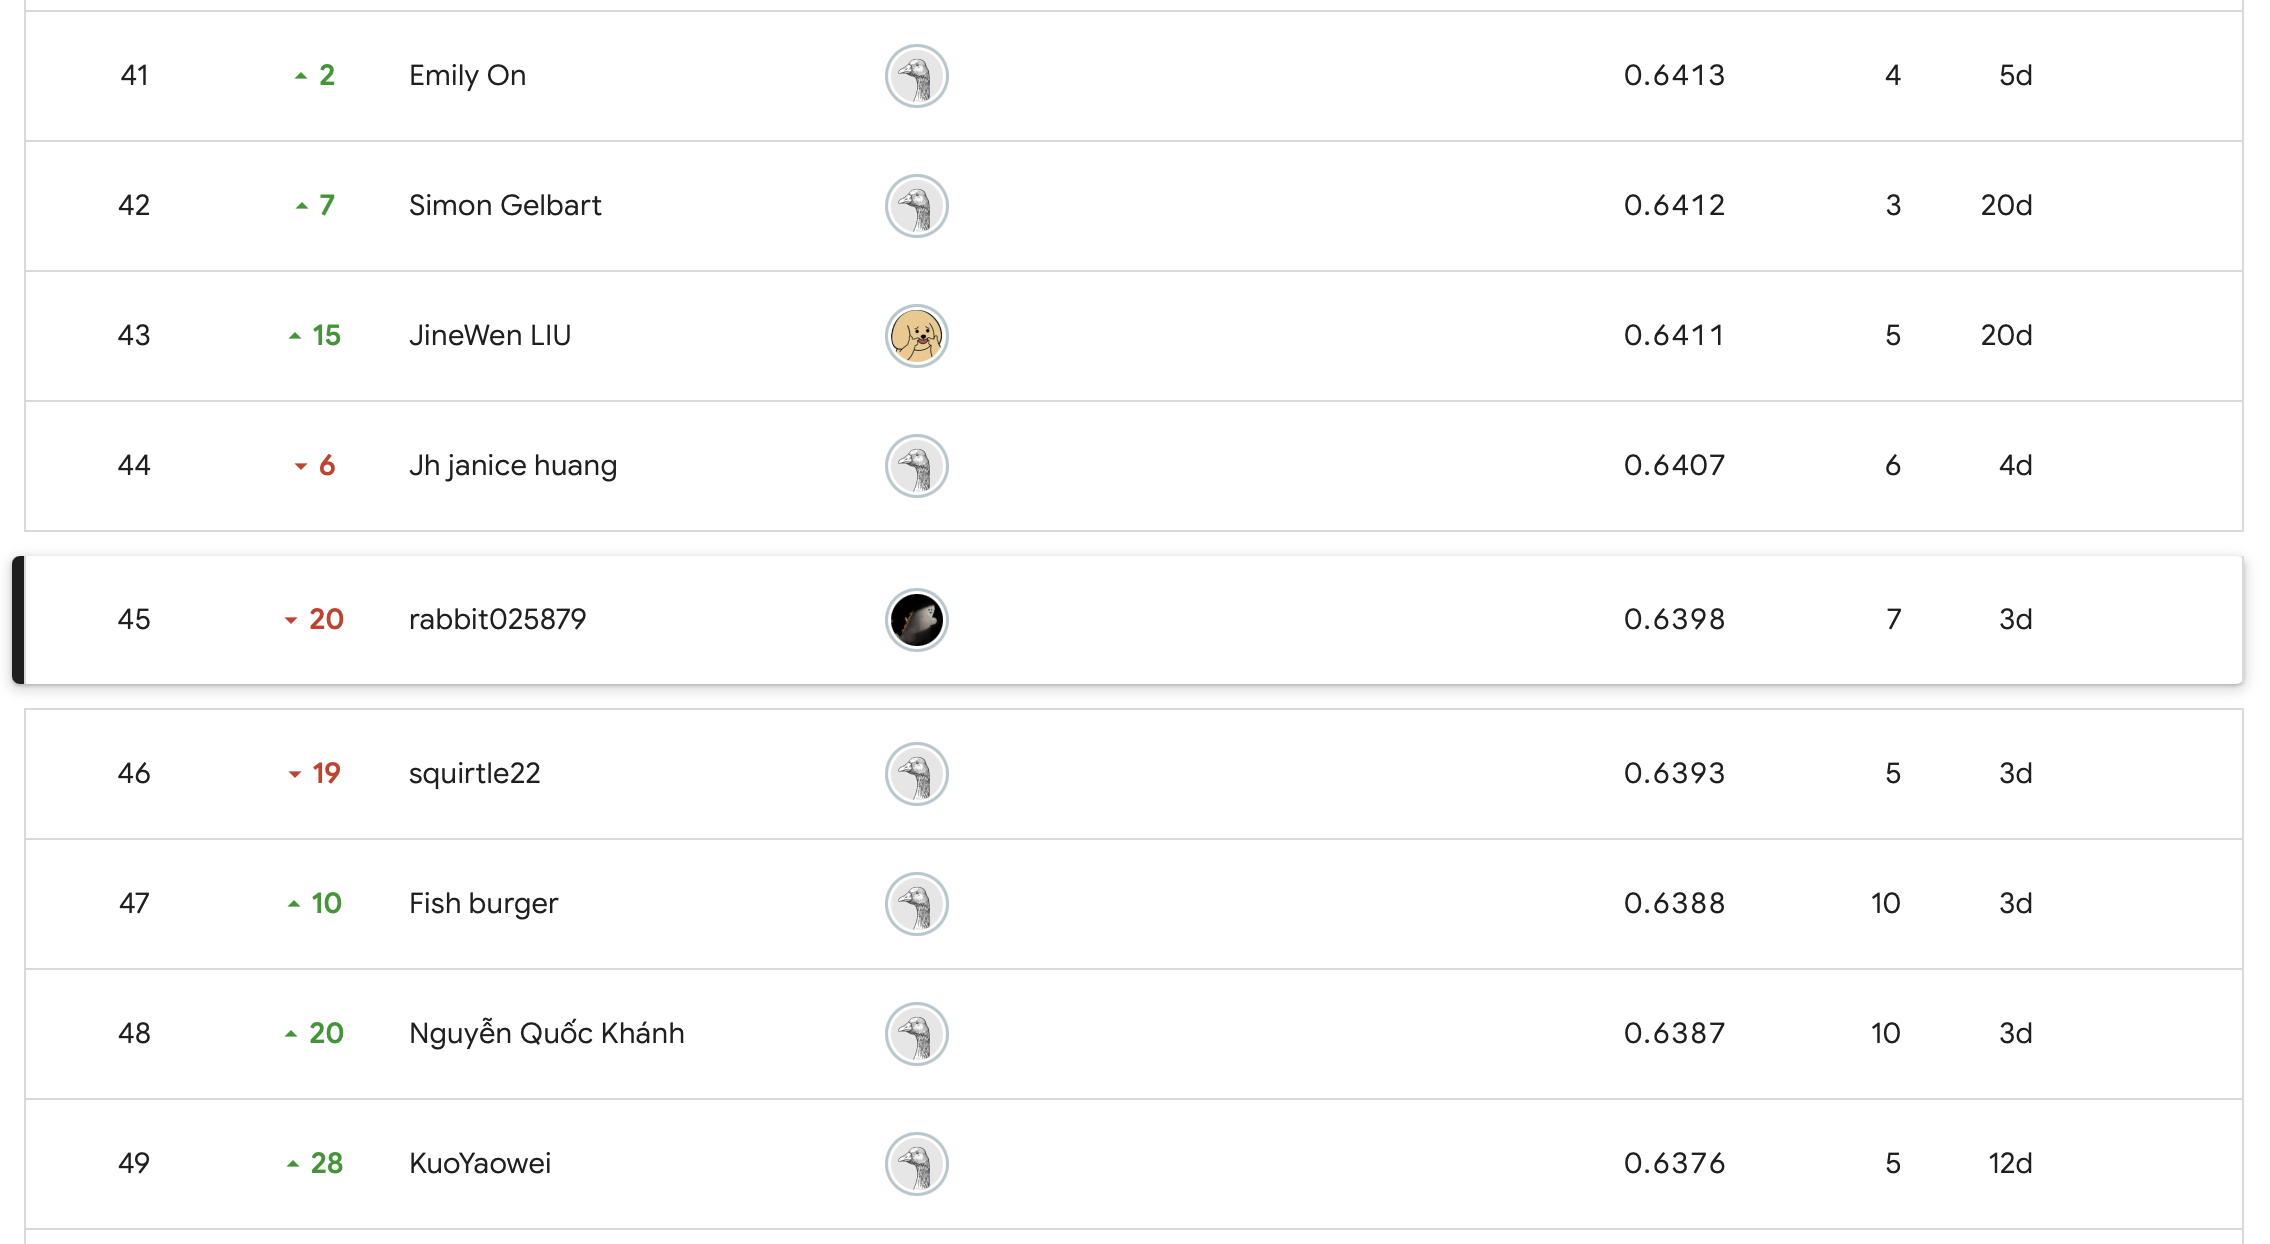 41 2 Emily On 0.6413 4 5d
42 7 Simon Gelbart 0.6412 3 20d
43 15 JineWen LIU 0.6411 5 20d
44 6 Jh janice huang 0.6407 6 4d
45 20 rabbit025879 0.6398 7 3d
46 19 squirtle22 0.6393 5 3d
47 10 Fish burger 0.6388 10 3d
48 20 Nguyễn Quốc Khánh 0.6387 10 3d
49 28 KuoYaowei 0.6376 5 12d